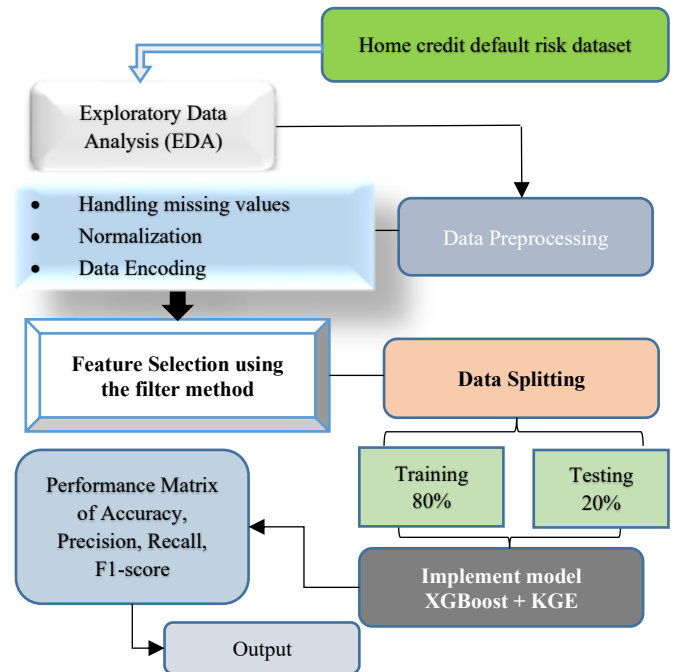 Home credit default risk dataset
Exploratory Data
Analysis (EDA)
• Handling missing values
• Normalization
• Data Encoding
Data Preprocessing
Feature Selection using
the filter method
Data Splitting
Training
80%
Testing
20%
Implement model
XGBoost + KGE
Performance Matrix
of Accuracy,
Precision, Recall,
F1-score
Output